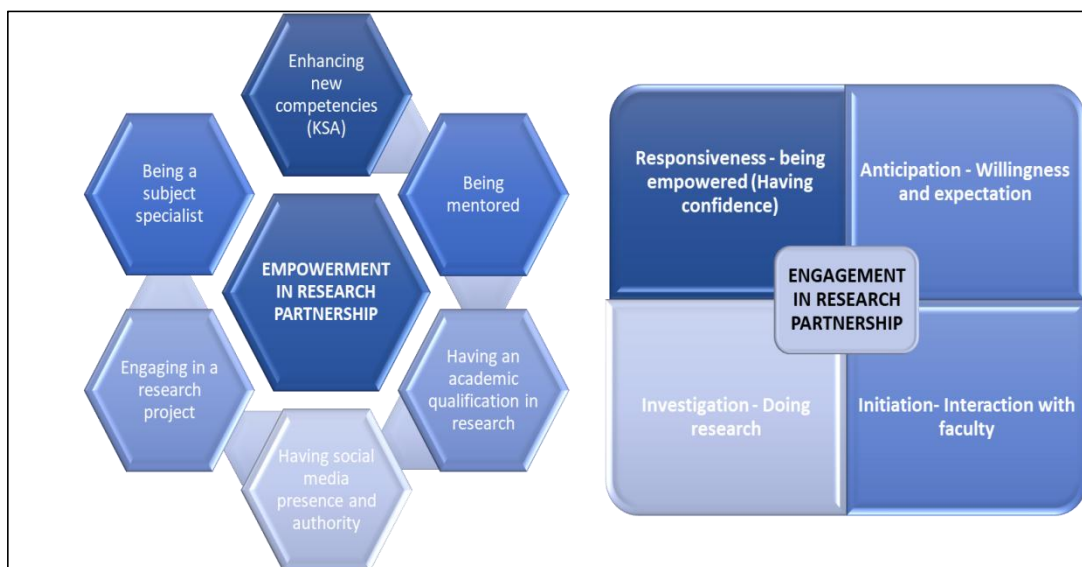 Enhancing
new
competencies
(KSA)
Being
mentored
Having an
academic
qualification in
research
Having social
media
presence and
authority
Engaging in a
research
project
Being a
subject
specialist
EMPOWERMENT
IN RESEARCH
PARTNERSHIP
Responsiveness - being
empowered (Having
confidence)
Anticipation - Willingness
and expectation
ENGAGEMENT
IN RESEARCH
PARTNERSHIP
Investigation - Doing
research
Initiation- Interaction with
faculty